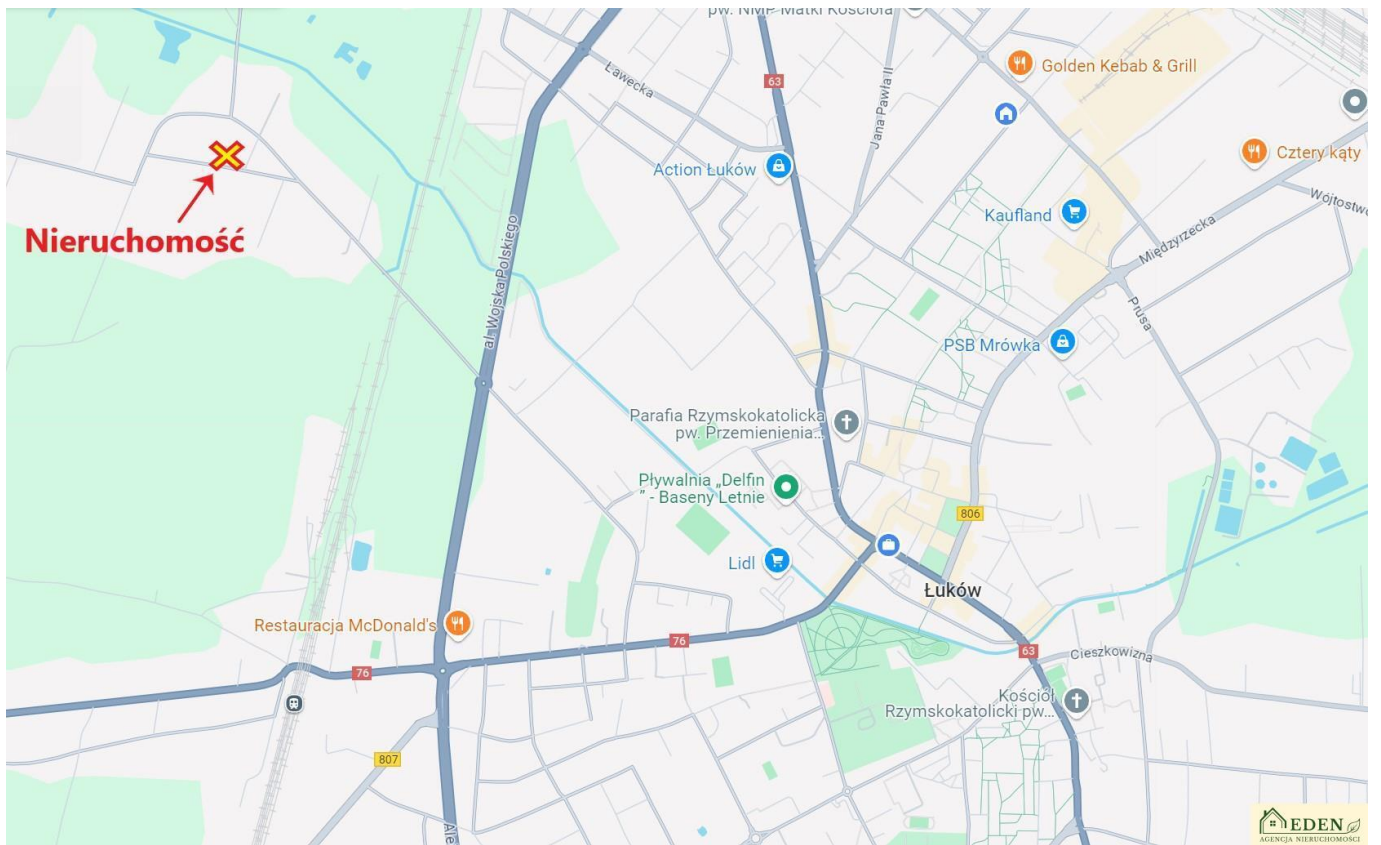 pw. NMP Matki Kościoła
Golden Kebab & Grill
Ławecka
63
Jana Pawła II
Cztery kąty
Action Łuków
Wójtostwo
Kaufland
Międzyrzecka
Nieruchomość
al. Wojska Polskiego
Prusa
PSB Mrówka
Parafia Rzymskokatolicka
pw. Przemienienia...
Pływalnia „Delfin
” - Baseny Letnie
806
Lidl
Łuków
Restauracja McDonald's
76
63
Cieszkowizna
76
Kościół
Rzymskokatolicki pw...
807
Ale
EDEN
AGENCJA NIERUCHOMOŚCI